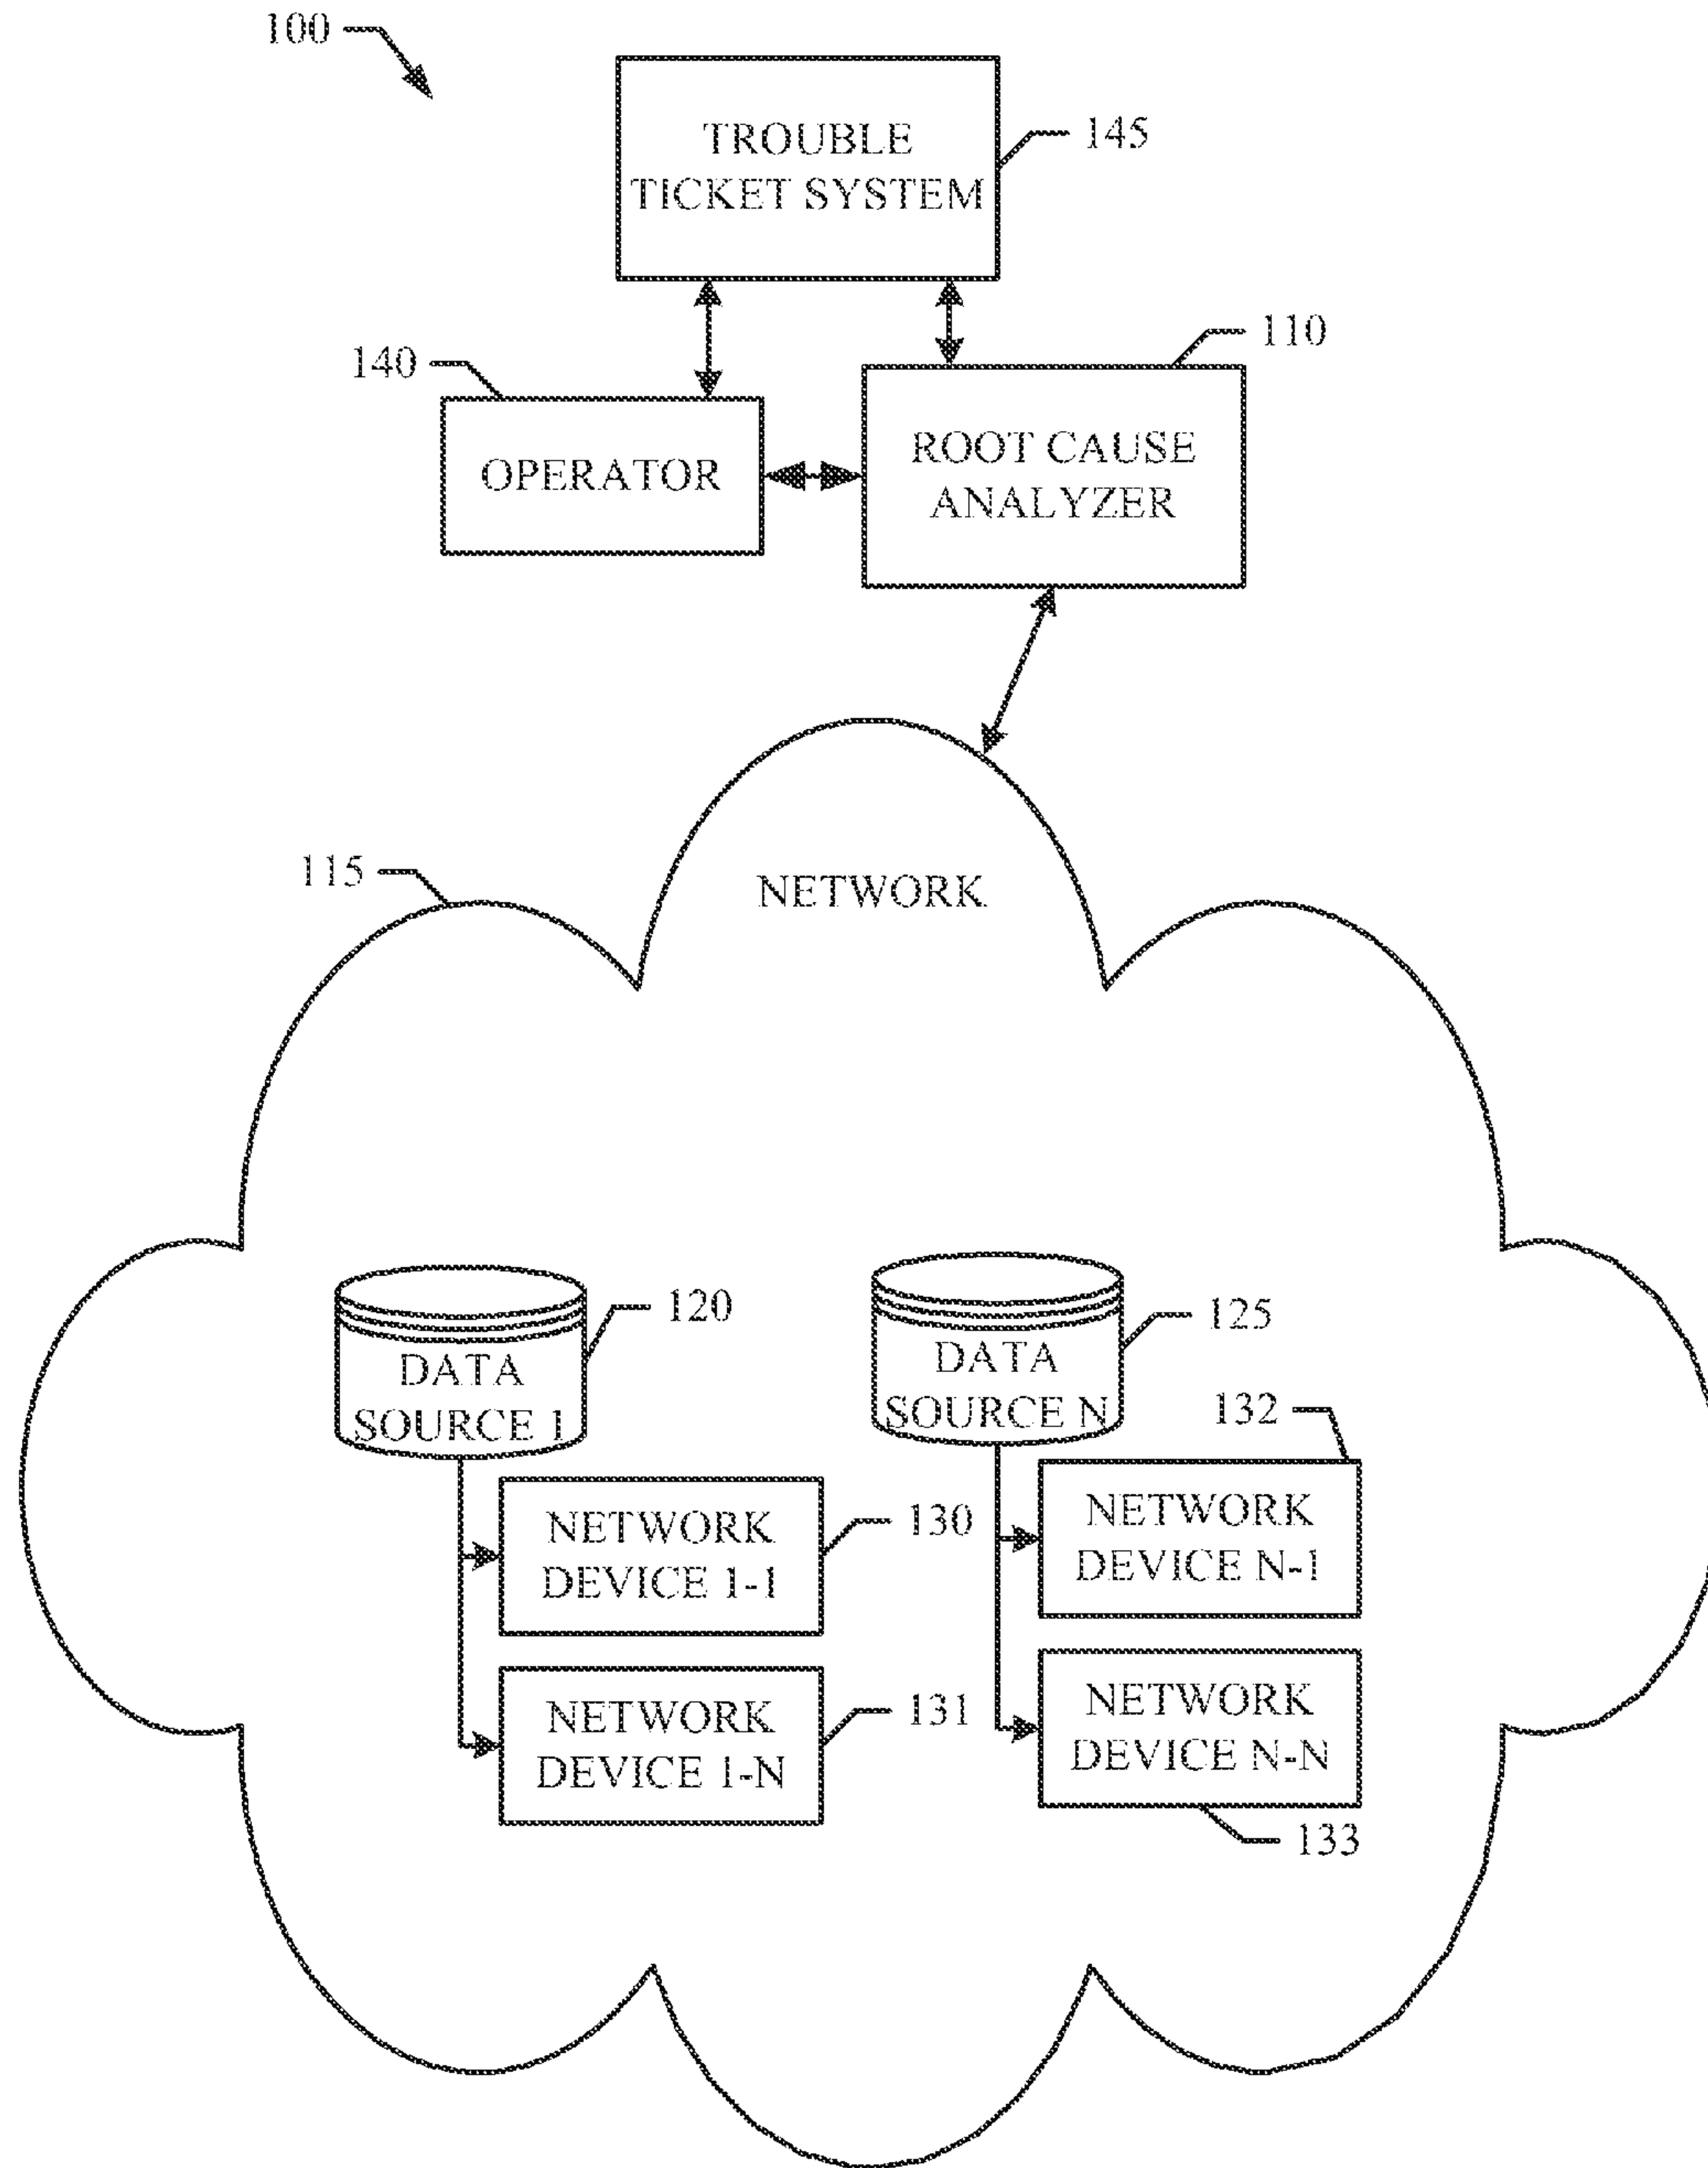 100
TROUBLE
TICKET SYSTEM
145
140
110
OPERATOR
ROOT CAUSE
ANALYZER
115
NETWORK
DATA
SOURCE 1
120
DATA
SOURCE N
125
132
NETWORK
DEVICE 1-1
130
NETWORK
DEVICE N-1
NETWORK
DEVICE 1-N
131
NETWORK
DEVICE N-N
133